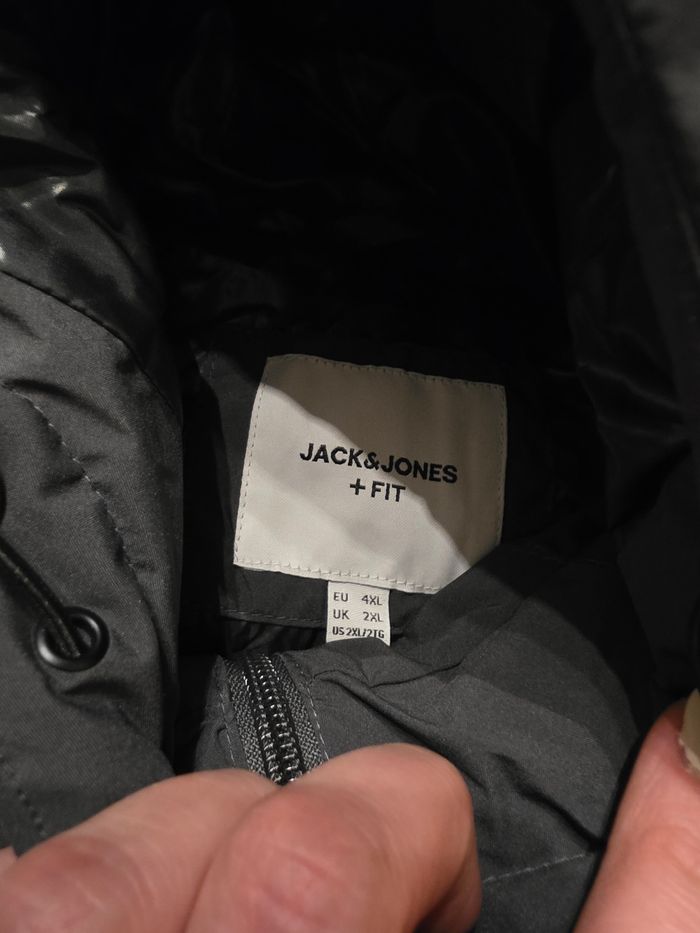 JACK&JONES
+ FIT
EU 4XL
UK 2XL
US 2XL/2TG